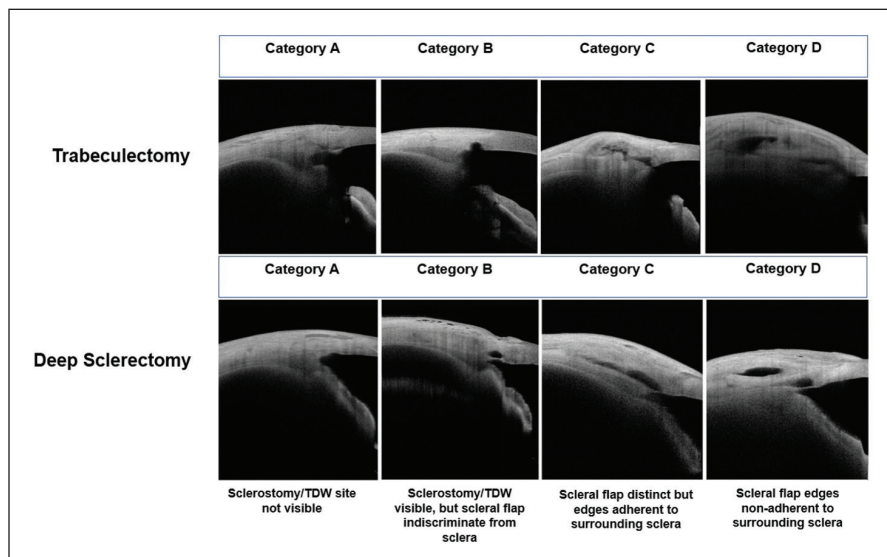 Category A
Category B
Category C
Category D
Trabeculectomy
Category A
Category B
Category C
Category D
Deep Sclerectomy
Sclerostomy/TDW site
not visible
Sclerostomy/TDW
visible, but scleral flap
indiscriminate from
sclera
Scleral flap distinct but
edges adherent to
surrounding sclera
Scleral flap edges
non-adherent to
surrounding sclera